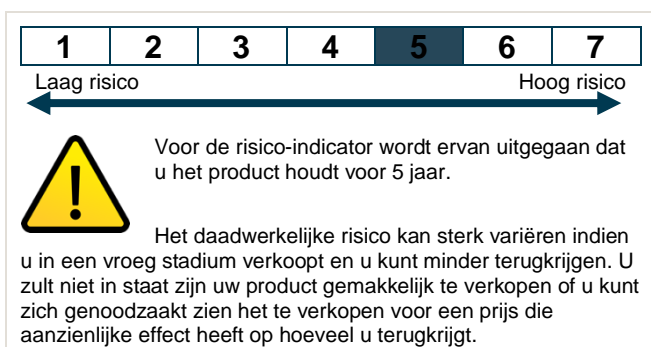 1 2 3 4 5 6 7
Laag risico Hoog risico
Voor de risico-indicator wordt ervan uitgegaan dat
u het product houdt voor 5 jaar.
Het daadwerkelijke risico kan sterk variëren indien
u in een vroeg stadium verkoopt en u kunt minder terugkrijgen. U
zult niet in staat zijn uw product gemakkelijk te verkopen of u kunt
zich genoodzaakt zien het te verkopen voor een prijs die
aanzienlijke effect heeft op hoeveel u terugkrijgt.